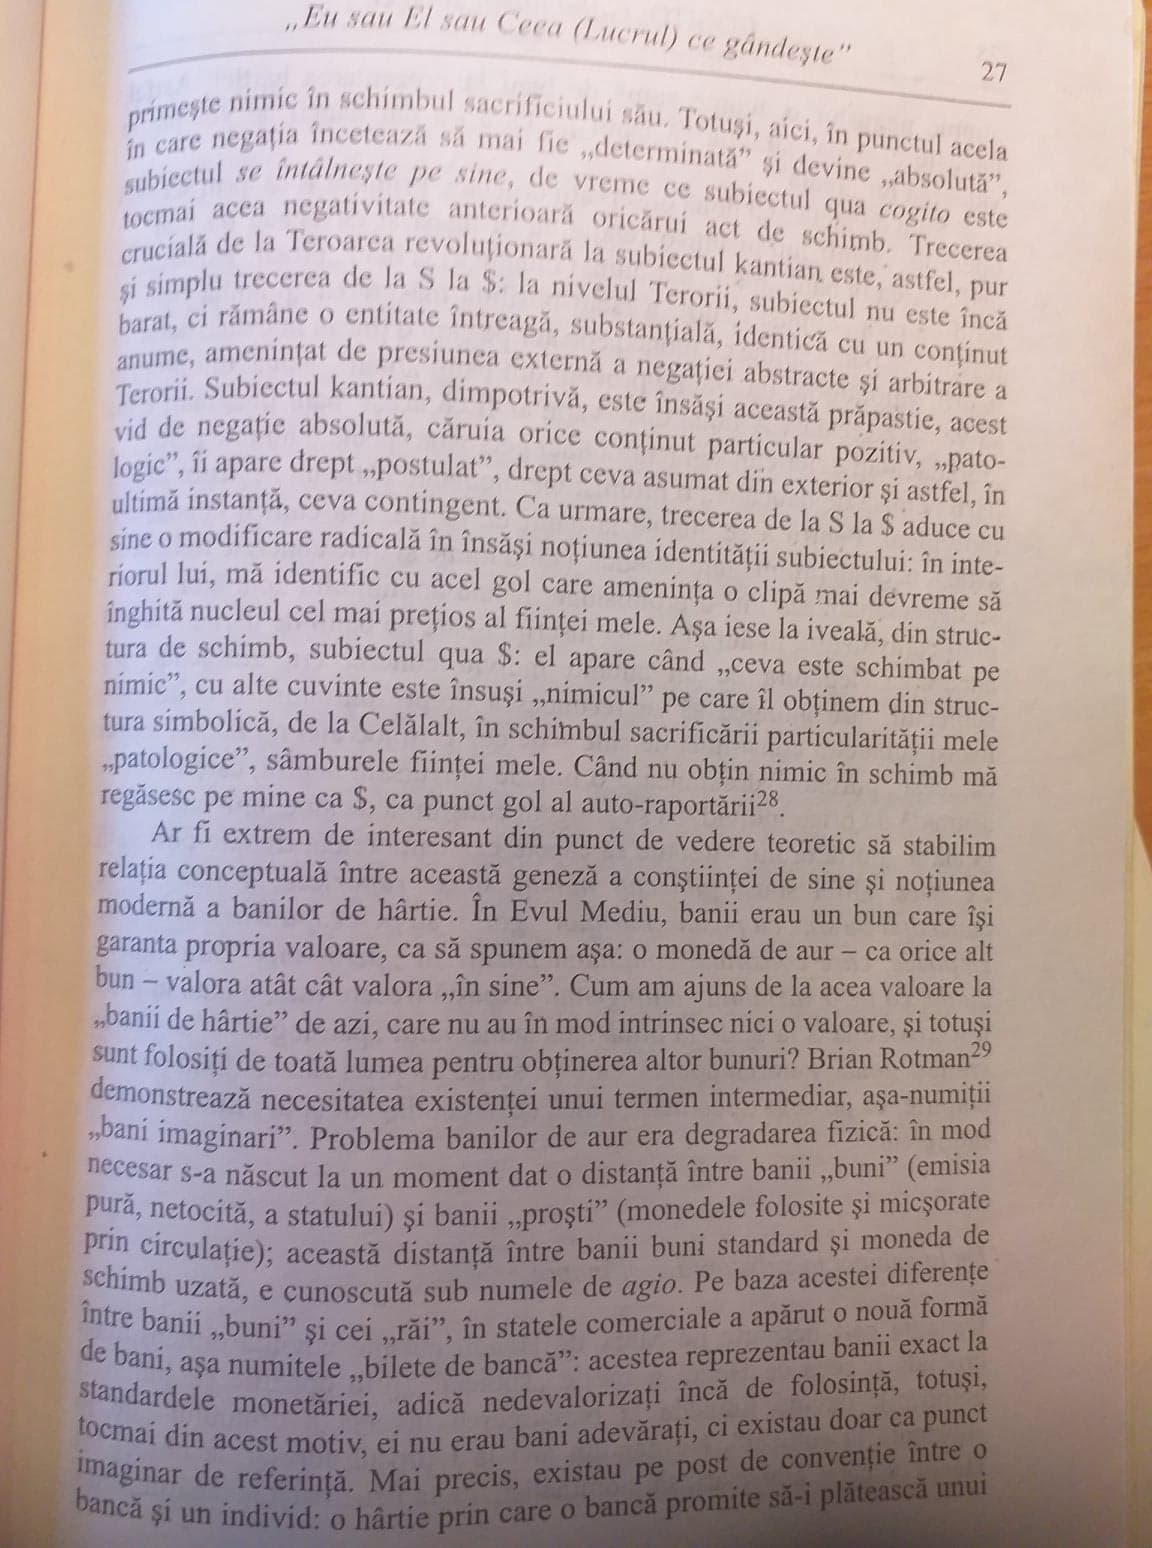 „Eu sau El sau Ceea (Lucrul) ce gândește”
27
primește nimic în schimbul sacrificiului său. Totuși, aici, în punctul acela
în care negația încetează să mai fie „determinată” și devine „absolută”,
subiectul se întâlnește pe sine, de vreme ce subiectul qua cogito este
tocmai acea negativitate anterioară oricărui act de schimb. Trecerea
crucială de la Teroarea revoluționară la subiectul kantian este, astfel, pur
și simplu trecerea de la S la $: la nivelul Terorii, subiectul nu este încă
barat, ci rămâne o entitate întreagă, substanțială, identică cu un conținut
anume, amenințat de presiunea externă a negației abstracte și arbitrare a
Terorii. Subiectul kantian, dimpotrivă, este însăși această prăpastie, acest
vid de negație absolută, căruia orice conținut particular pozitiv, „pato-
logic”, îi apare drept „postulat”, drept ceva asumat din exterior și astfel, în
ultimă instanță, ceva contingent. Ca urmare, trecerea de la S la $ aduce cu
sine o modificare radicală în însăși noțiunea identității subiectului: în inte-
riorul lui, mă identific cu acel gol care amenința o clipă mai devreme să
înghită nucleul cel mai prețios al ființei mele. Așa iese la iveală, din struc-
tura de schimb, subiectul qua $: el apare când „ceva este schimbat pe
nimic”, cu alte cuvinte este însuși „nimicul” pe care îl obținem din struc-
tura simbolică, de la Celălalt, în schimbul sacrificării particularității mele
„patologice”, sâmburele ființei mele. Când nu obțin nimic în schimb mă
regăsesc pe mine ca $, ca punct gol al auto-raportării28.
Ar fi extrem de interesant din punct de vedere teoretic să stabilim
relația conceptuală între această geneză a conștiinței de sine și noțiunea
modernă a banilor de hârtie. În Evul Mediu, banii erau un bun care își
garanta propria valoare, ca să spunem așa: o monedă de aur – ca orice alt
bun – valora atât cât valora „în sine”. Cum am ajuns de la acea valoare la
„banii de hârtie” de azi, care nu au în mod intrinsec nici o valoare, și totuși
sunt folosiți de toată lumea pentru obținerea altor bunuri? Brian Rotman29
demonstrează necesitatea existenței unui termen intermediar, așa-numiții
„bani imaginari”. Problema banilor de aur era degradarea fizică: în mod
necesar s-a născut la un moment dat o distanță între banii „buni” (emisia
pură, netocită, a statului) și banii „proști” (monedele folosite și micșorate
prin circulație); această distanță între banii buni standard și moneda de
schimb uzată, e cunoscută sub numele de agio. Pe baza acestei diferențe
între banii „buni” și cei „răi”, în statele comerciale a apărut o nouă formă
de bani, așa numitele „bilete de bancă”: acestea reprezentau banii exact la
standardele monetăriei, adică nedevalorizați încă de folosință, totuși,
tocmai din acest motiv, ei nu erau bani adevărați, ci existau doar ca punct
imaginar de referință. Mai precis, existau pe post de convenție între o
bancă și un individ: o hârtie prin care o bancă promite să-i plătească unui